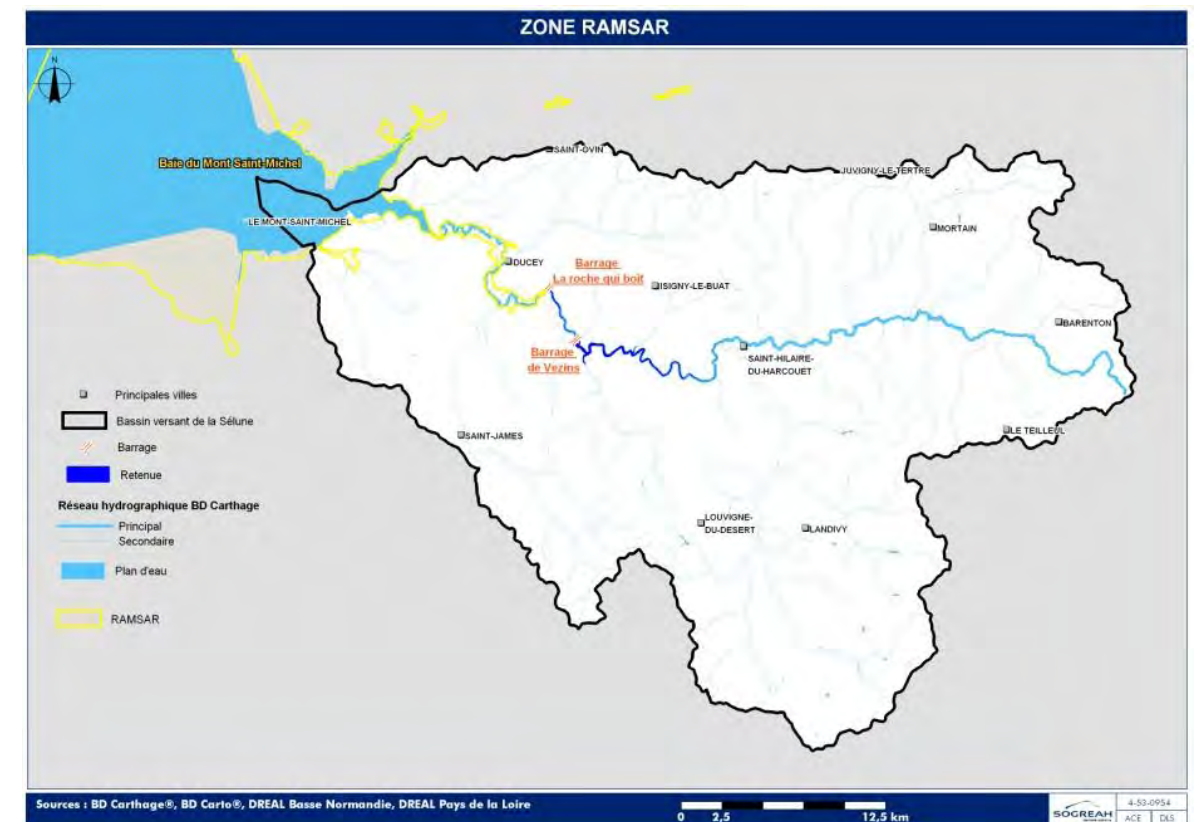 ZONE RAMSAR
N
Baie du Mont Saint-Michel
SAINT-OVIN
JUVIGNY-LE-TERTRE
LE MONT-SAINT-MICHEL
MORTAIN
DUCEY
Barrage
La roche qui boit
ISIGNY-LE-BUAT
BARENTON
Barrage
de Vezins
SAINT-HILAIRE-
DU-HARCOUET
Principales villes
Bassin versant de la Sélune
SAINT-JAMES
LE TEILLEUL
Barrage
Retenue
Réseau hydrographique BD Carthage
Principal
Secondaire
LOUVIGNE-
DU-DESERT
LANDIVY
Plan d'eau
RAMSAR
Sources : BD Carthage®, BD Carto®, DREAL Basse Normandie, DREAL Pays de la Loire
0 2,5 12,5 km
SOGREAH
4-53-0954
ACE DLS